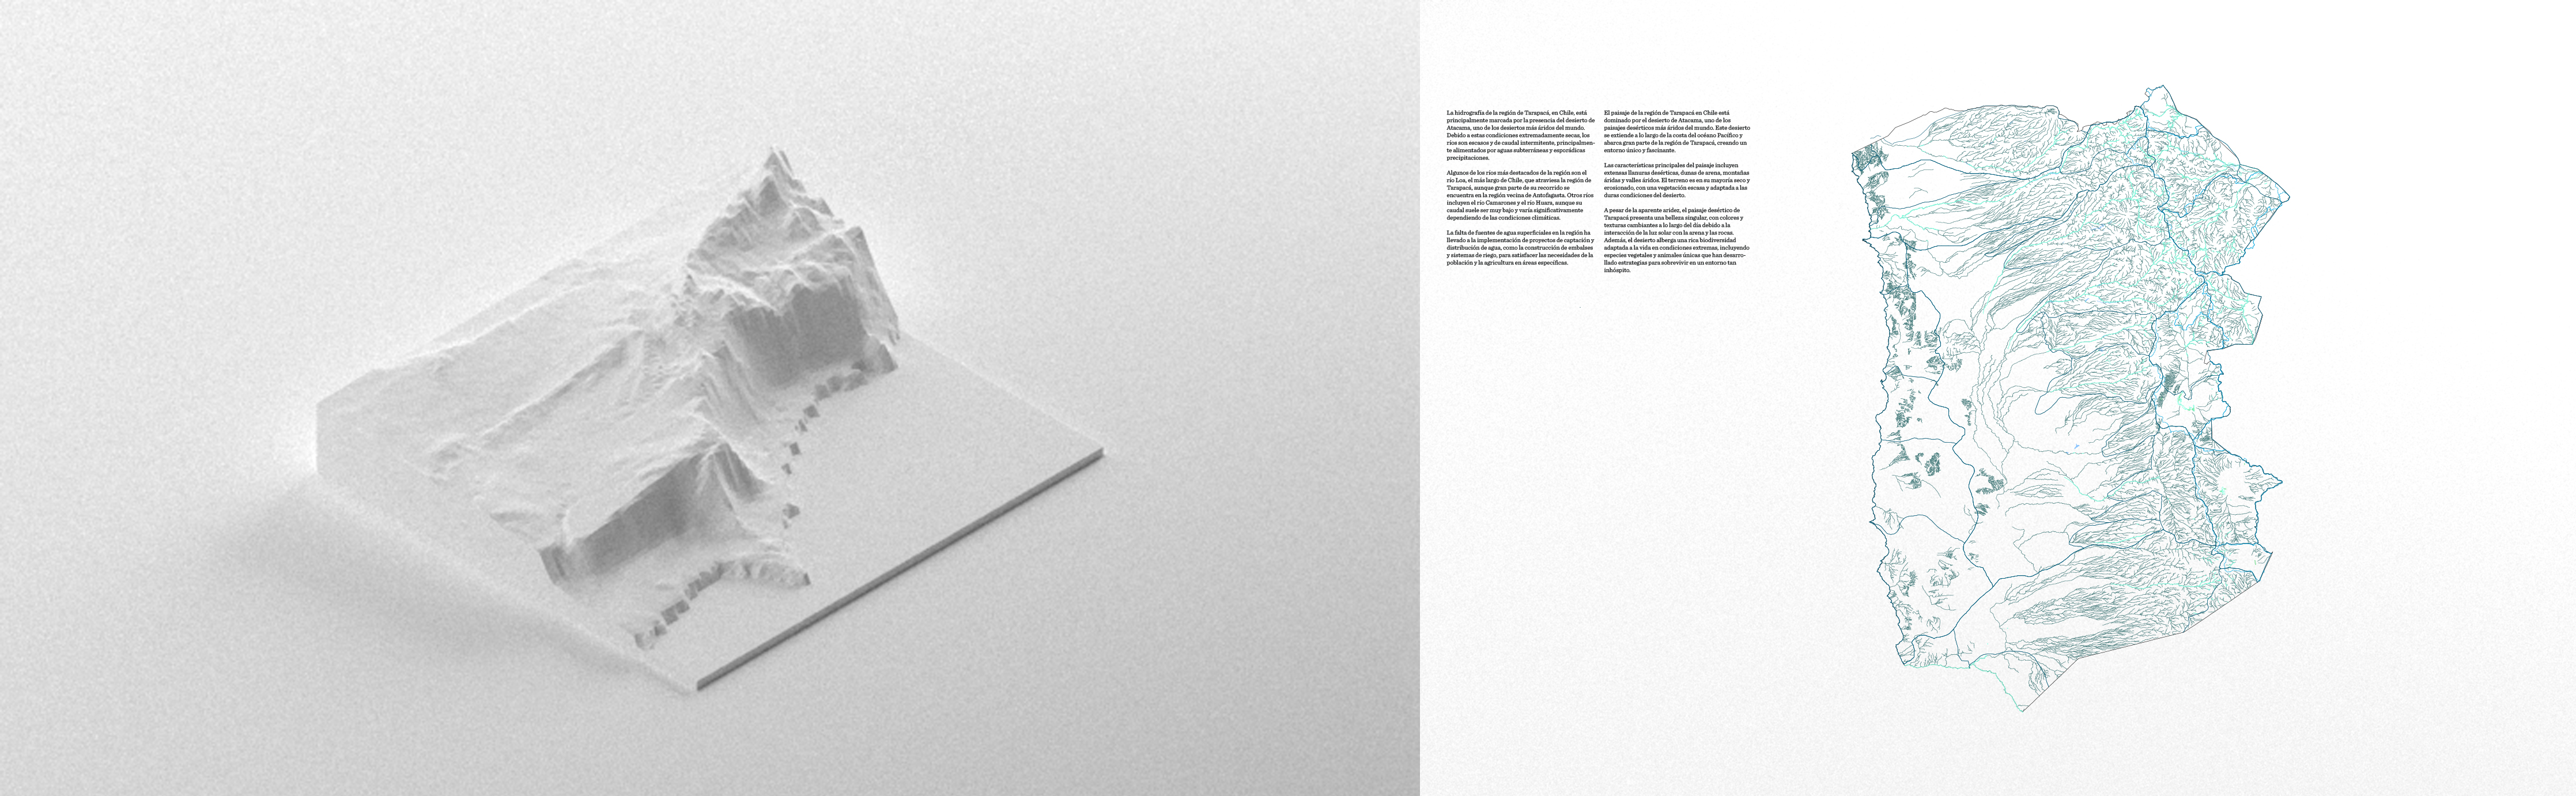 La hidrografía de la región de Tarapacá, en Chile, está
principalmente marcada por la presencia del desierto de
Atacama, uno de los desiertos más áridos del mundo.
Debido a estas condiciones extremadamente secas, los
ríos son escasos y de caudal intermitente, principalmen-
te alimentados por aguas subterráneas y esporádicas
precipitaciones.
Algunos de los ríos más destacados de la región son el
río Loa, el más largo de Chile, que atraviesa la región de
Tarapacá, aunque gran parte de su recorrido se
encuentra en la región vecina de Antofagasta. Otros ríos
incluyen el río Camarones y el río Huara, aunque su
caudal suele ser muy bajo y varía significativamente
dependiendo de las condiciones climáticas.
La falta de fuentes de agua superficiales en la región ha
llevado a la implementación de proyectos de captación y
distribución de agua, como la construcción de embalses
y sistemas de riego, para satisfacer las necesidades de la
población y la agricultura en áreas específicas.
El paisaje de la región de Tarapacá en Chile está
dominado por el desierto de Atacama, uno de los
paisajes desérticos más áridos del mundo. Este desierto
se extiende a lo largo de la costa del océano Pacífico y
abarca gran parte de la región de Tarapacá, creando un
entorno único y fascinante.
Las características principales del paisaje incluyen
extensas llanuras desérticas, dunas de arena, montañas
áridas y valles áridos. El terreno es en su mayoría seco y
erosionado, con una vegetación escasa y adaptada a las
duras condiciones del desierto.
A pesar de la aparente aridez, el paisaje desértico de
Tarapacá presenta una belleza singular, con colores y
texturas cambiantes a lo largo del día debido a la
interacción de la luz solar con la arena y las rocas.
Además, el desierto alberga una rica biodiversidad
adaptada a la vida en condiciones extremas, incluyendo
especies vegetales y animales únicas que han desarro-
llado estrategias para sobrevivir en un entorno tan
inhóspito.